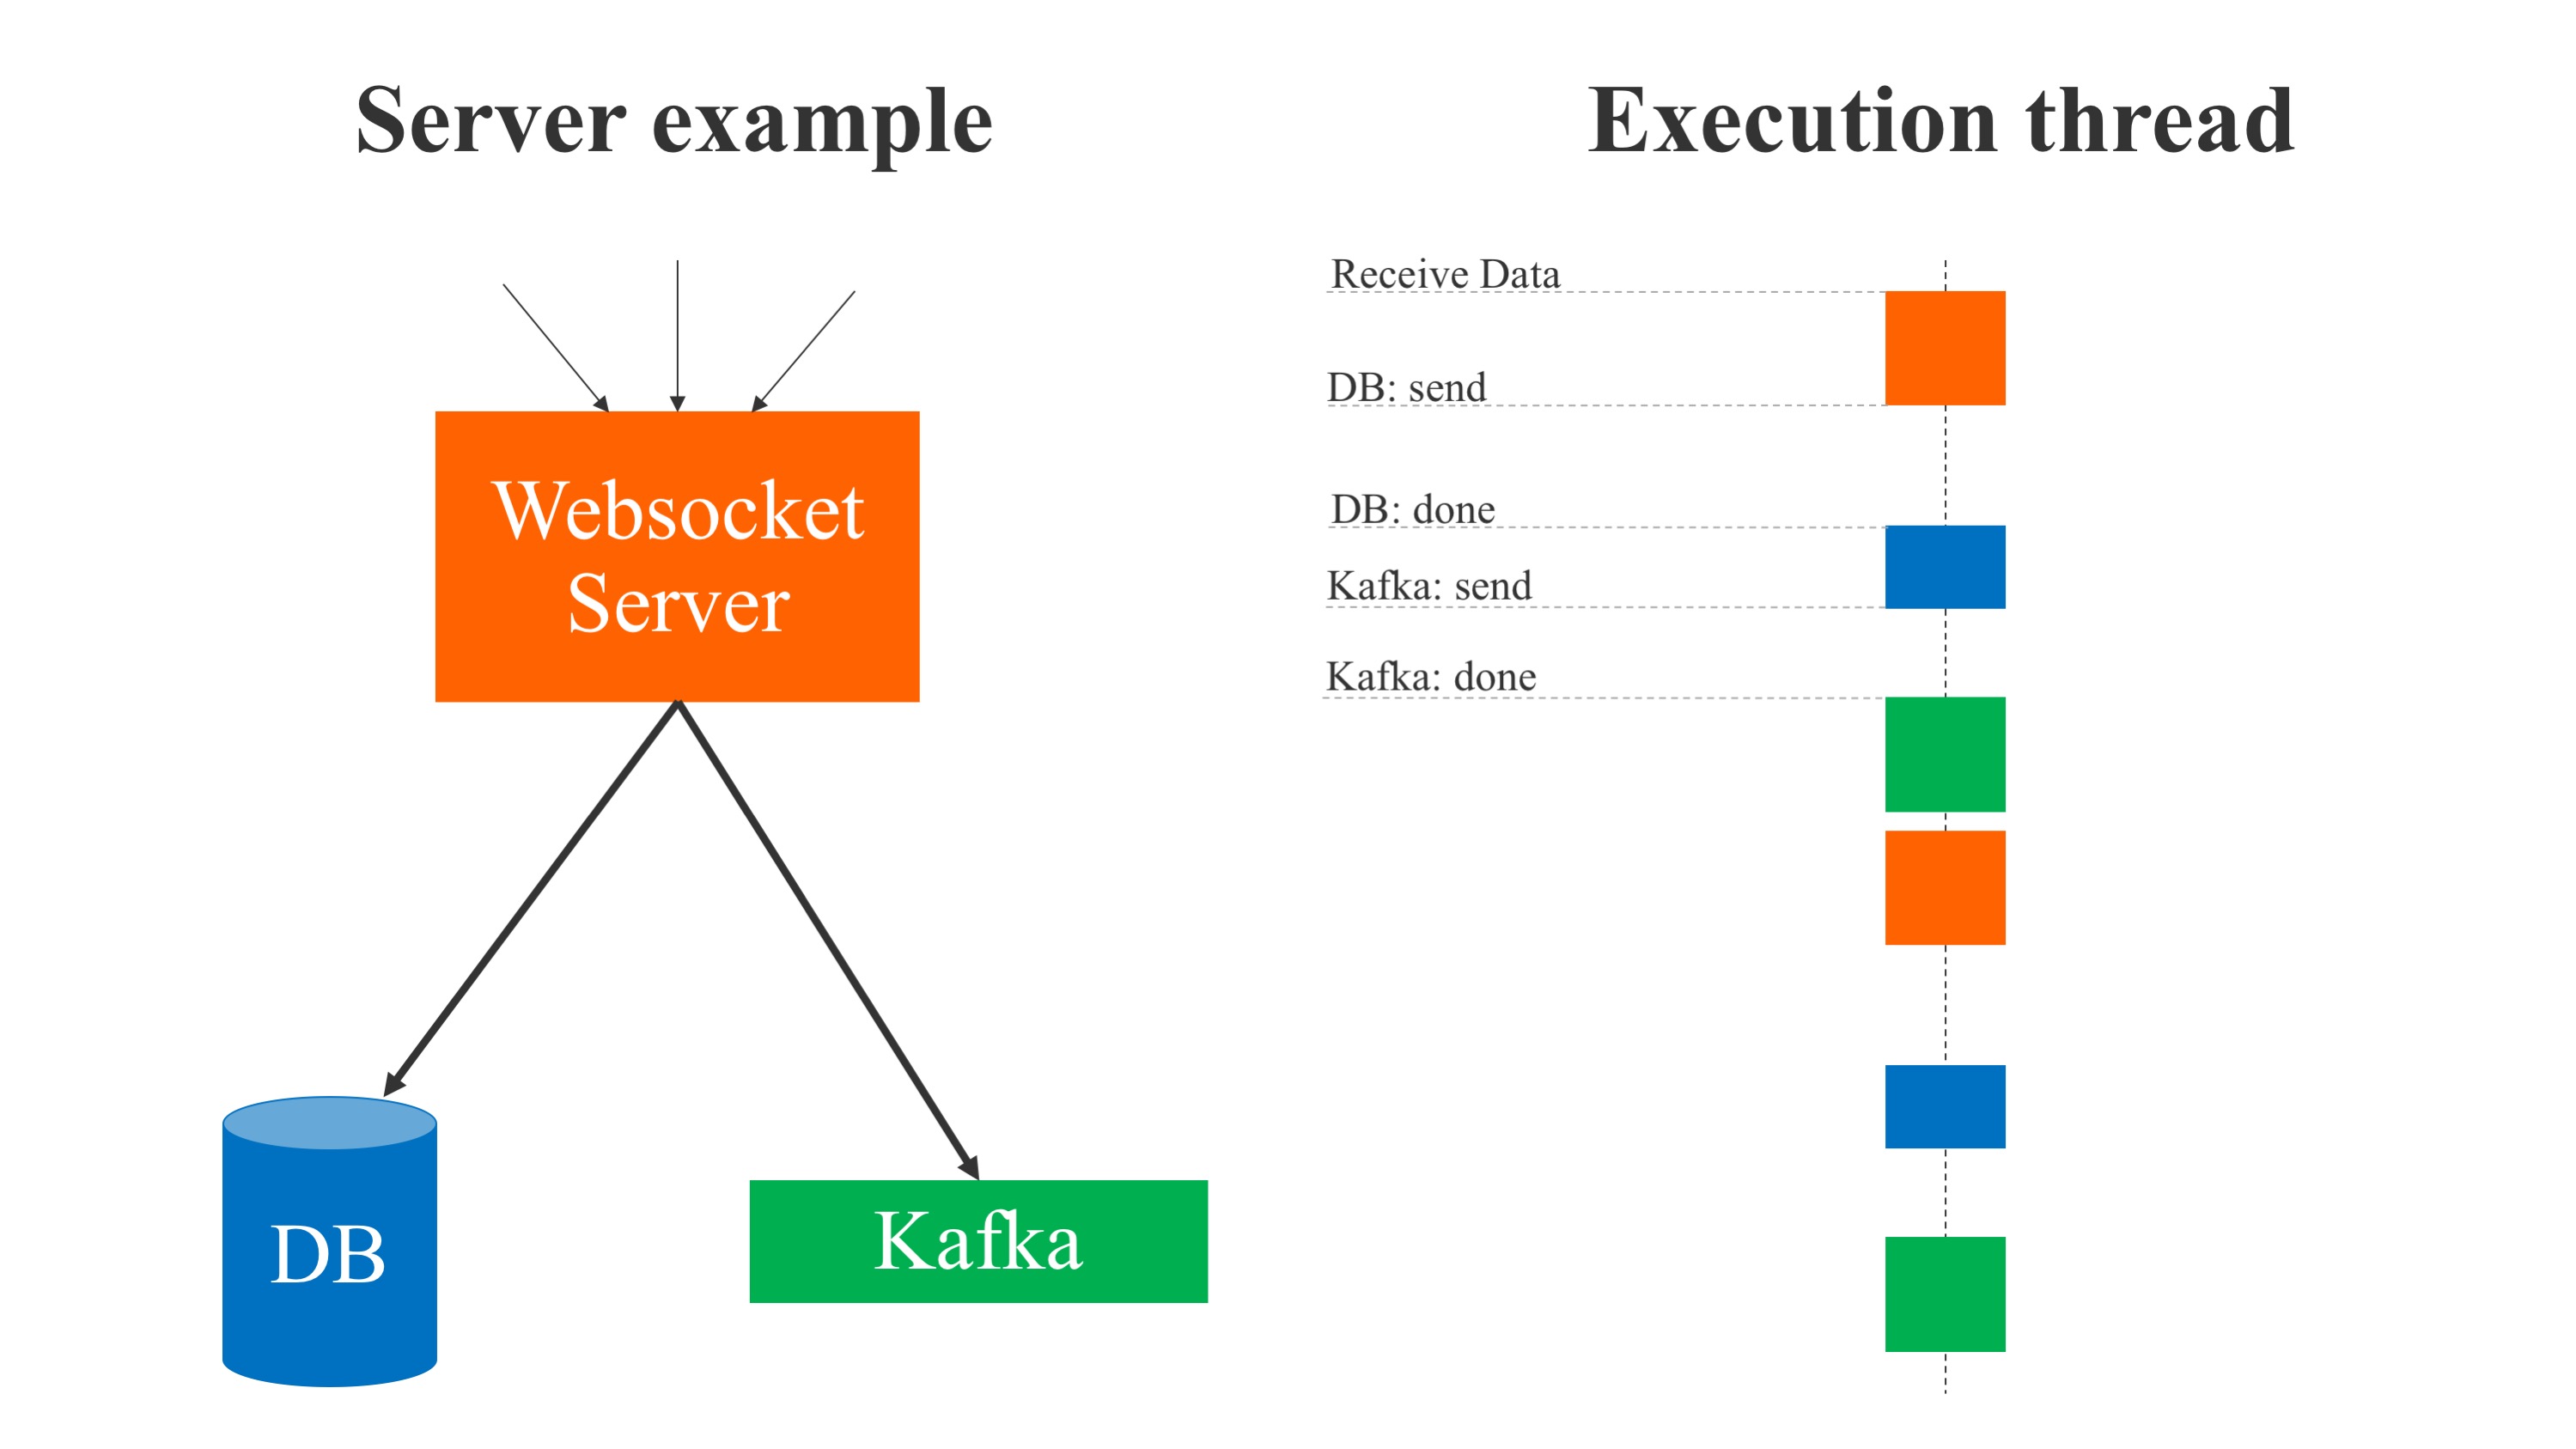 Server example
Websocket
Server
DB
Kafka
Execution thread
Receive Data
DB: send
DB: done
Kafka: send
Kafka: done